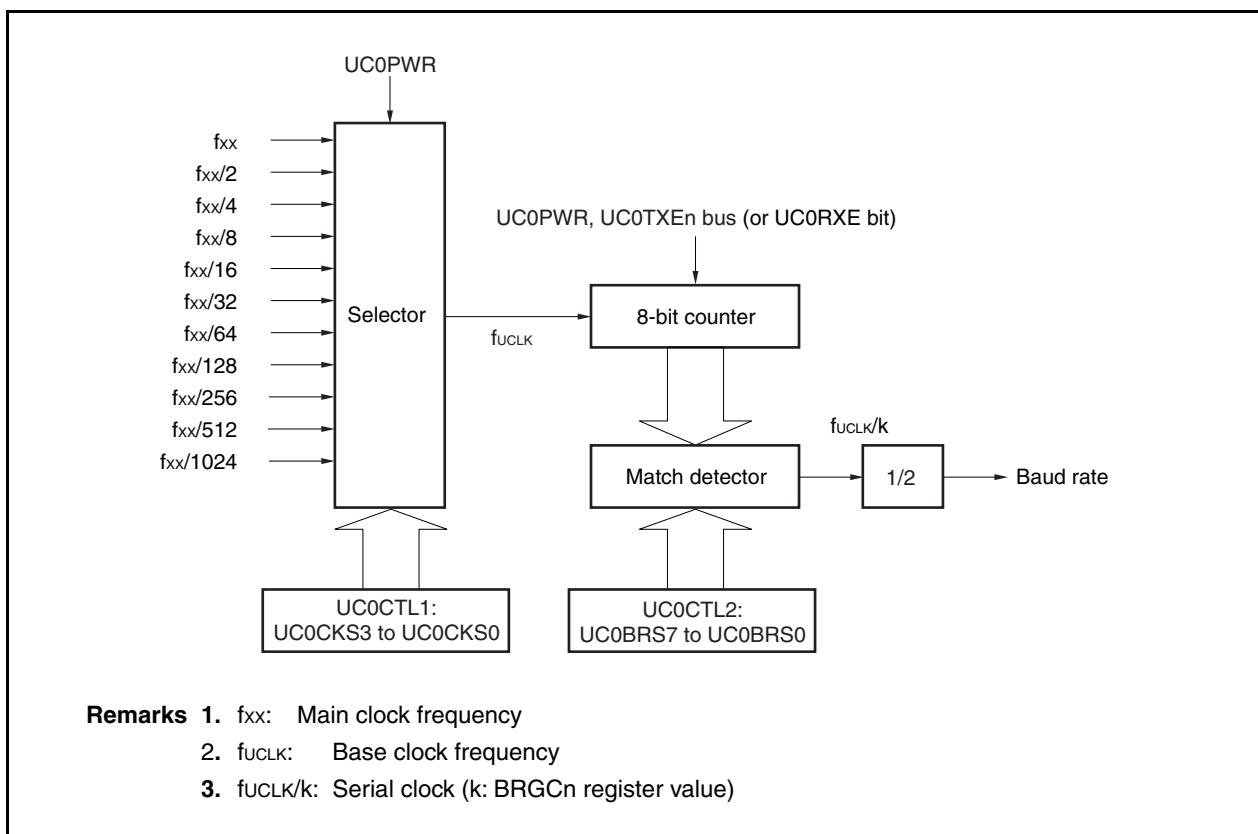 UC0PWR
fxx
fxx/2
fxx/4
fxx/8
fxx/16
fxx/32
fxx/64
fxx/128
fxx/256
fxx/512
fxx/1024
Selector
fUCLK
UC0PWR, UC0TXEn bus (or UC0RXE bit)
8-bit counter
Match detector
fUCLK/k
1/2
Baud rate
UC0CTL1:
UC0CKS3 to UC0CKS0
UC0CTL2:
UC0BRS7 to UC0BRS0
Remarks 1. fxx: Main clock frequency
2. fUCLK: Base clock frequency
3. fUCLK/k: Serial clock (k: BRGCn register value)